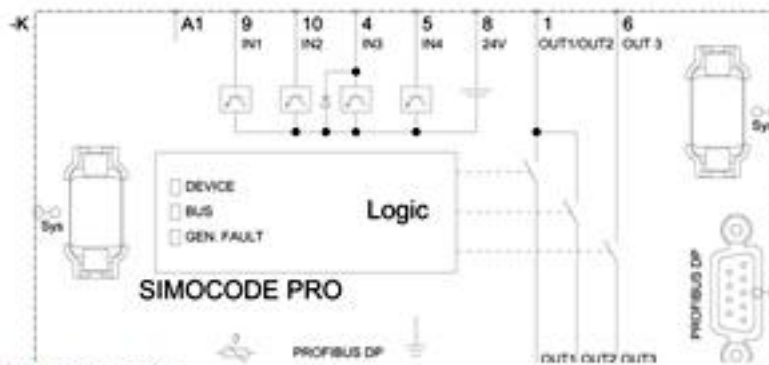 -K A1 9 10 4 5 8 1 6
IN1 IN2 IN3 IN4 24V OUT1/OUT2 OUT 3
Sys
DEVICE
BUS
GEN. FAULT
Logic
Sys
SIMOCODE PRO
PROFIBUS DP
PROFIBUS DP
OUT1 OUT2 OUT3